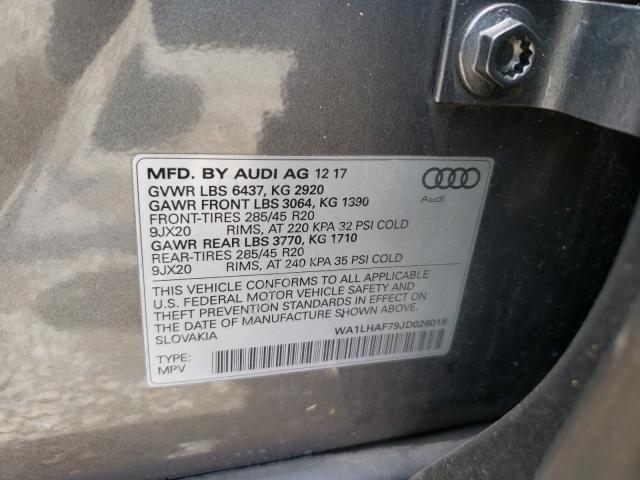 MFD. BY AUDI AG 12 17
GVWR LBS 6437, KG 2920
GAWR FRONT LBS 3064, KG 1390
FRONT-TIRES 285/45 R20
9JX20 RIMS, AT 220 KPA 32 PSI COLD
GAWR REAR LBS 3770, KG 1710
REAR-TIRES 285/45 R20
9JX20 RIMS, AT 240 KPA 35 PSI COLD
Audi
THIS VEHICLE CONFORMS TO ALL APPLICABLE
U.S. FEDERAL MOTOR VEHICLE SAFETY AND
THEFT PREVENTION STANDARDS IN EFFECT ON
THE DATE OF MANUFACTURE SHOWN ABOVE.
SLOVAKIA
WA1LHAF79JD026018
TYPE:
MPV